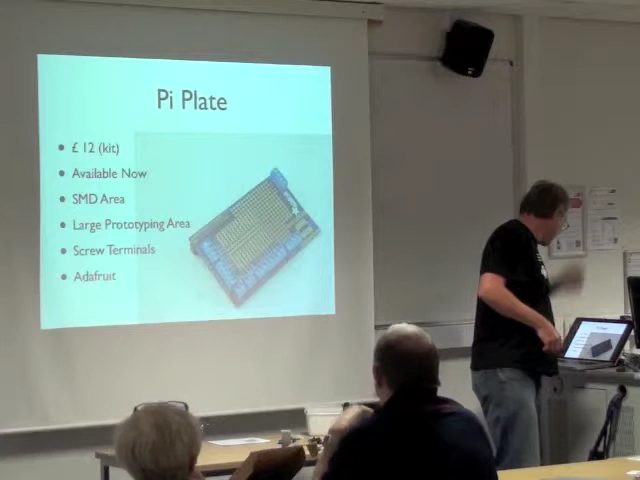 Pi Plate
• £ 12 (kit)
• Available Now
• SMD Area
• Large Prototyping Area
• Screw Terminals
• Adafruit